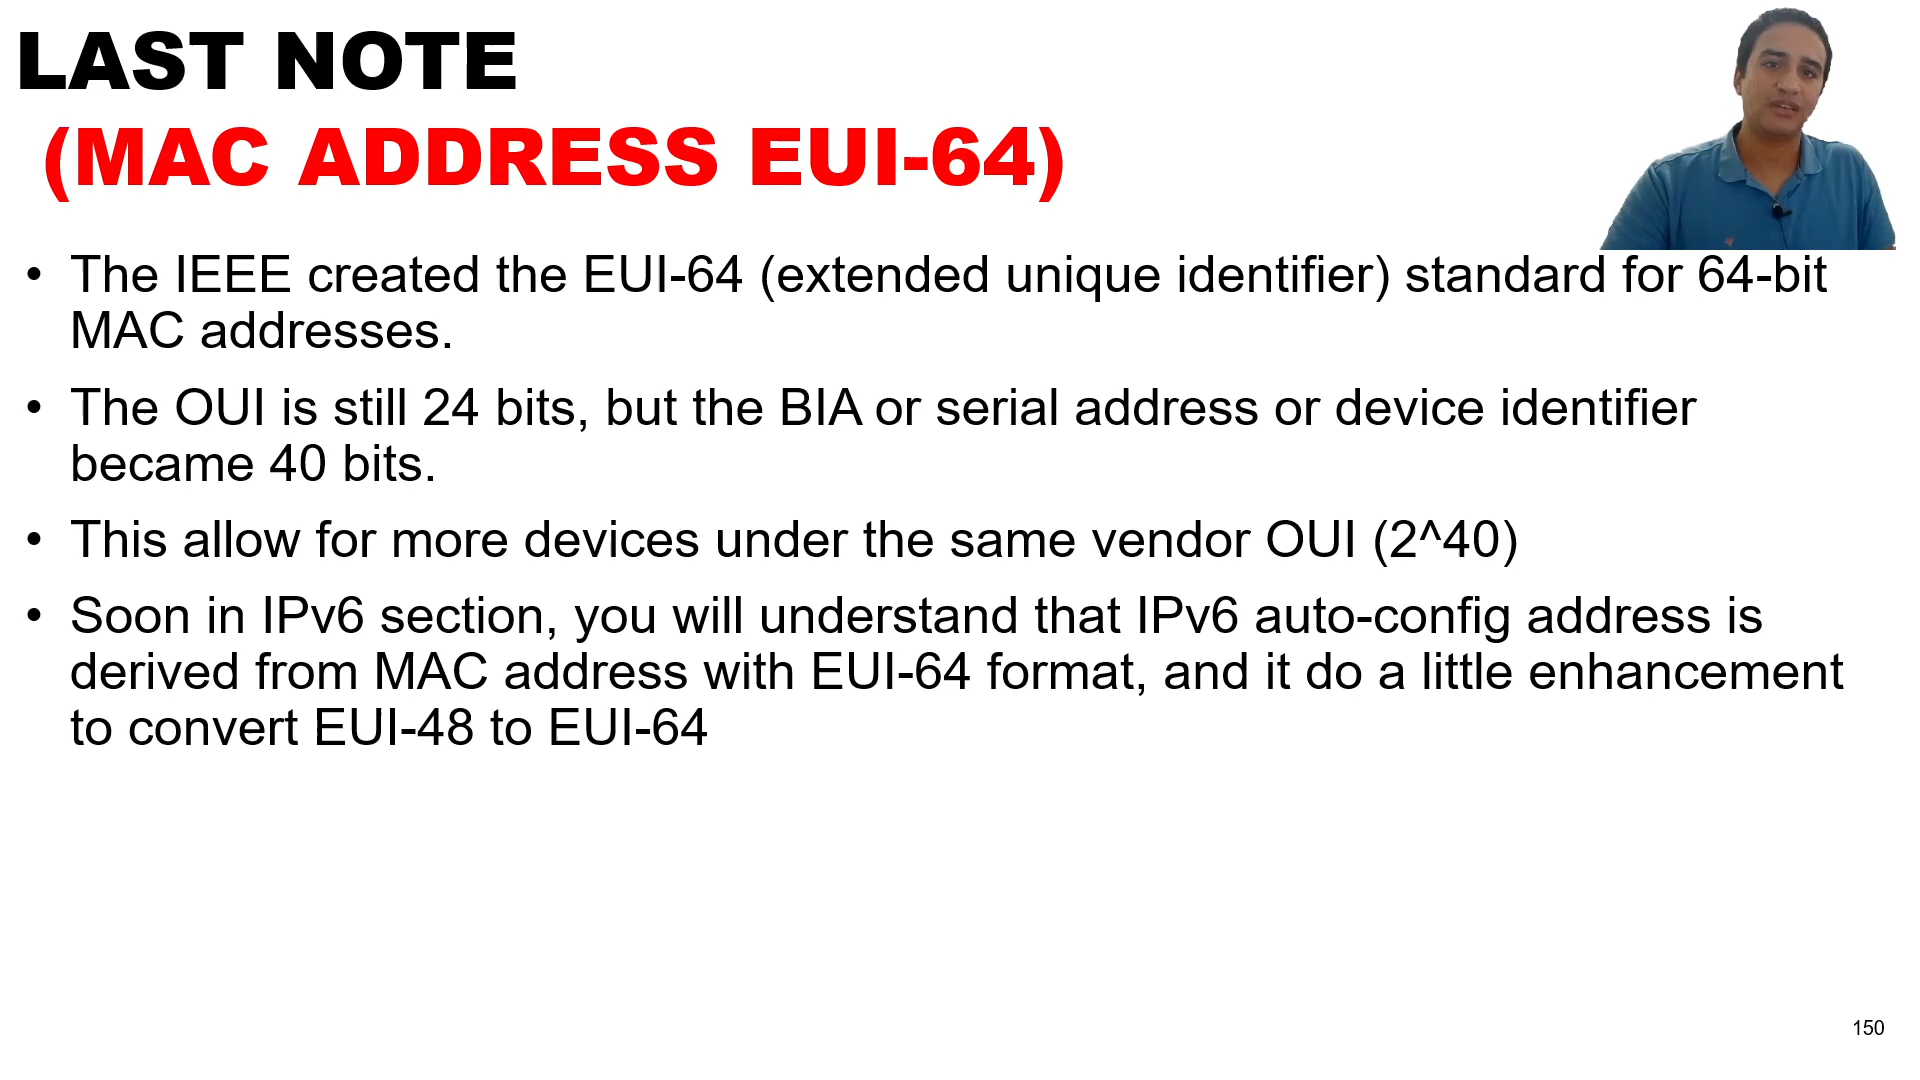 LAST NOTE
(MAC ADDRESS EUI-64)
• The IEEE created the EUI-64 (extended unique identifier) standard for 64-bit
MAC addresses.
• The OUI is still 24 bits, but the BIA or serial address or device identifier
became 40 bits.
• This allow for more devices under the same vendor OUI (2^40)
• Soon in IPv6 section, you will understand that IPv6 auto-config address is
derived from MAC address with EUI-64 format, and it do a little enhancement
to convert EUI-48 to EUI-64
150